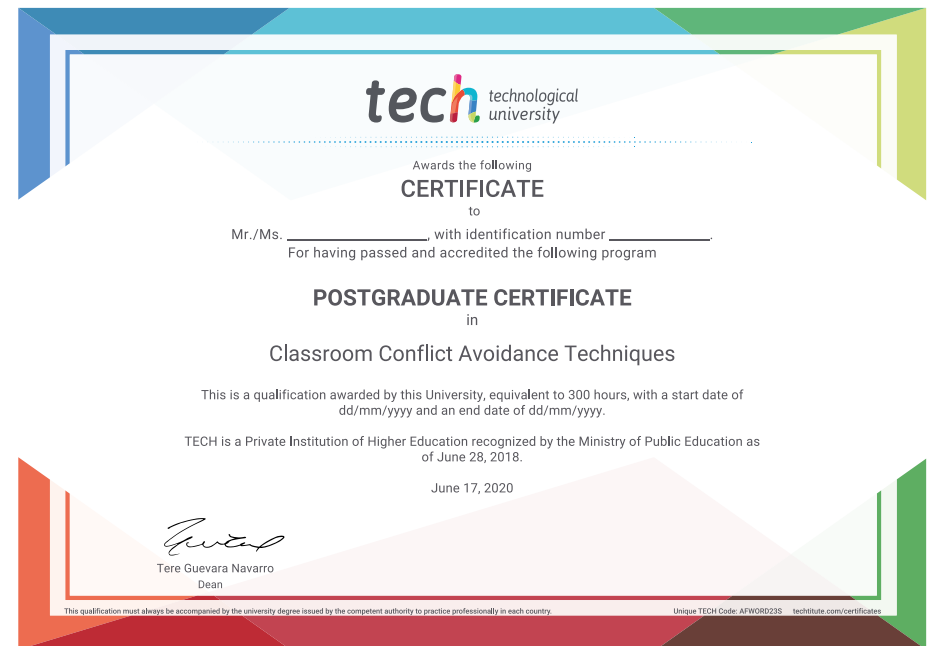 tech technological
university
Awards the following
CERTIFICATE
to
Mr./Ms. ____________________, with identification number ______________.
For having passed and accredited the following program
POSTGRADUATE CERTIFICATE
in
Classroom Conflict Avoidance Techniques
This is a qualification awarded by this University, equivalent to 300 hours, with a start date of
dd/mm/yyyy and an end date of dd/mm/yyyy.
TECH is a Private Institution of Higher Education recognized by the Ministry of Public Education as
of June 28, 2018.
June 17, 2020
Tere Guevara Navarro
Dean
This qualification must always be accompanied by the university degree issued by the competent authority to practice professionally in each country.
Unique TECH Code: AFWORD23S techtitute.com/certificates